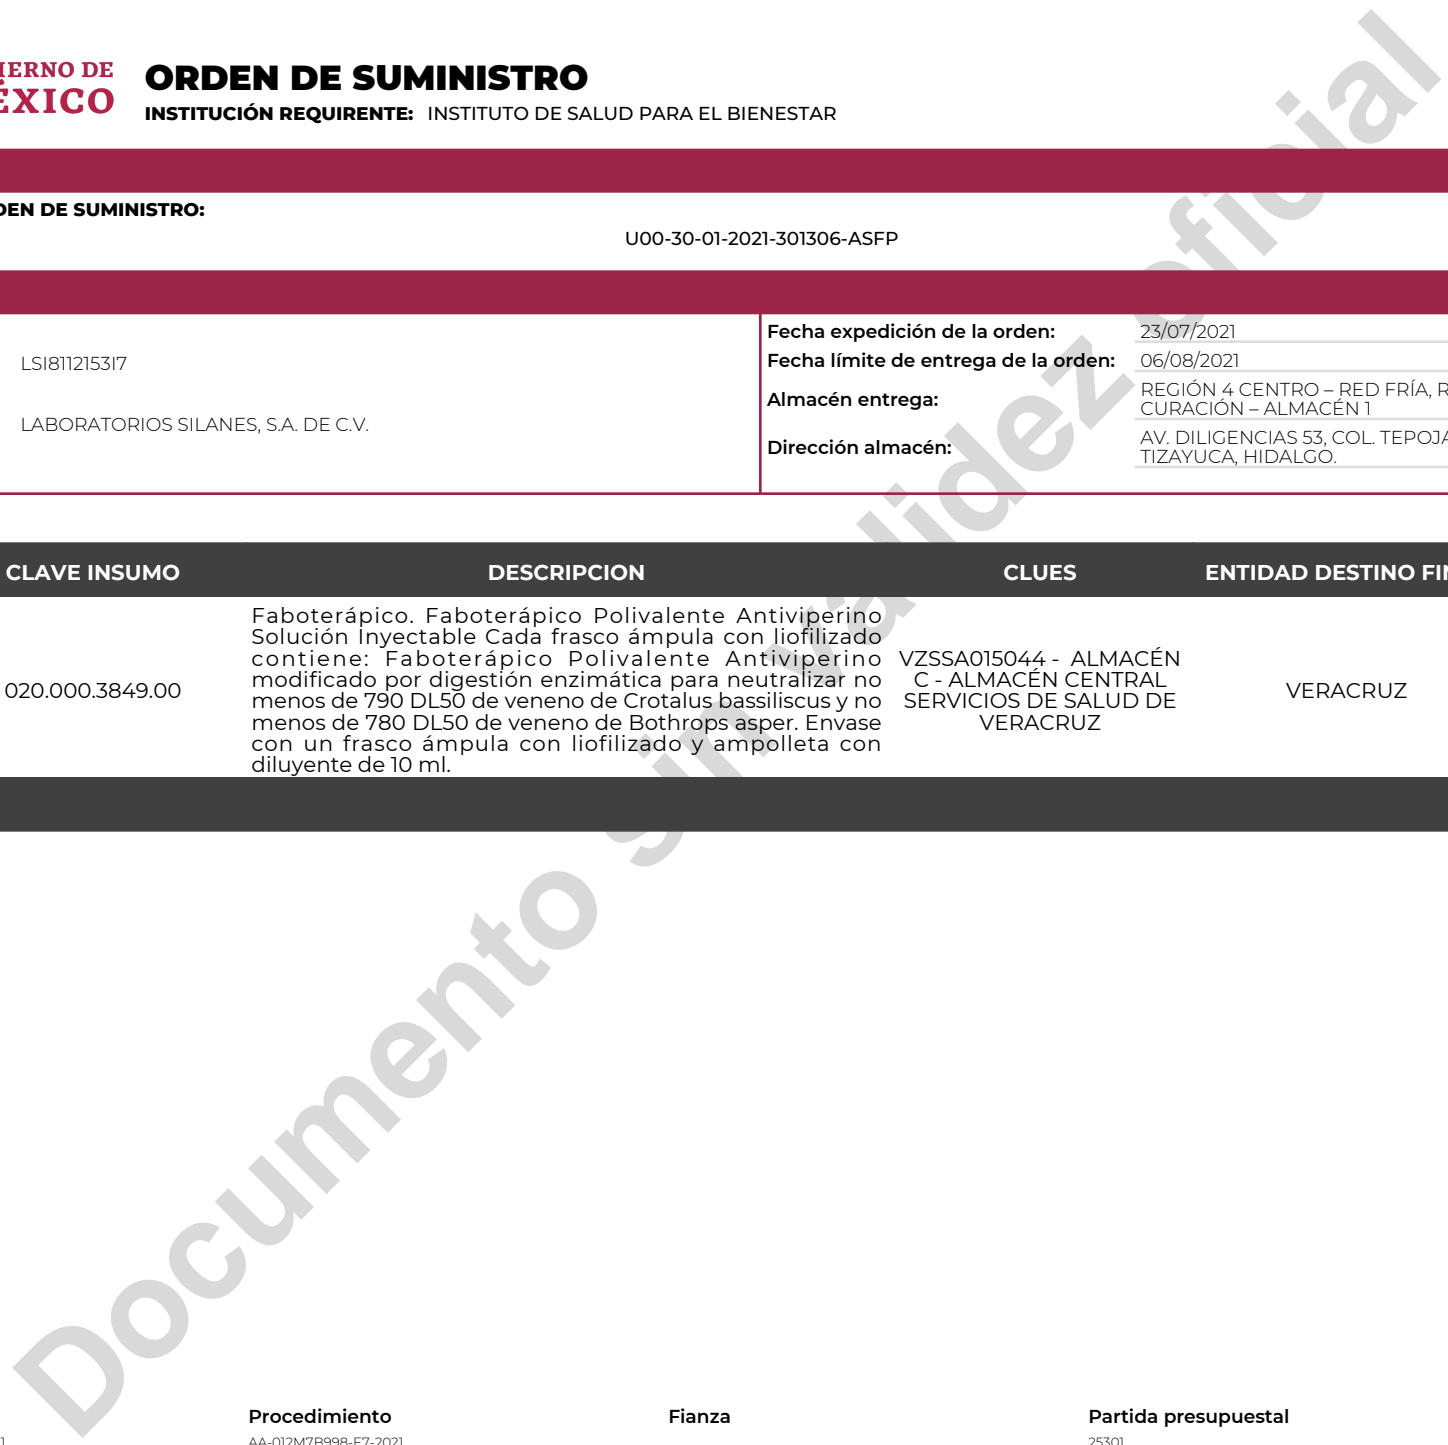 IERNO DE
ÉXICO
ORDEN DE SUMINISTRO
INSTITUCIÓN REQUIRENTE: INSTITUTO DE SALUD PARA EL BIENESTAR
DEN DE SUMINISTRO:
U00-30-01-2021-301306-ASFP
LSI8112153I7
LABORATORIOS SILANES, S.A. DE C.V.
Fecha expedición de la orden: 23/07/2021
Fecha límite de entrega de la orden: 06/08/2021
Almacén entrega: REGIÓN 4 CENTRO – RED FRÍA, R
CURACIÓN – ALMACÉN 1
Dirección almacén: AV. DILIGENCIAS 53, COL. TEPOJA
TIZAYUCA, HIDALGO.
CLAVE INSUMO DESCRIPCION CLUES ENTIDAD DESTINO FIN
020.000.3849.00
Faboterápico. Faboterápico Polivalente Antiviperino
Solución Inyectable Cada frasco ámpula con liofilizado
contiene: Faboterápico Polivalente Antiviperino
modificado por digestión enzimática para neutralizar no
menos de 790 DL50 de veneno de Crotalus bassiliscus y no
menos de 780 DL50 de veneno de Bothrops asper. Envase
con un frasco ámpula con liofilizado y ampolleta con
diluyente de 10 ml.
VZSSA015044 - ALMACÉN
C - ALMACÉN CENTRAL
SERVICIOS DE SALUD DE
VERACRUZ
VERACRUZ
Documento sin validez oficial
Procedimiento Fianza Partida presupuestal
1 AA-012M7B998-E7-2021 25301